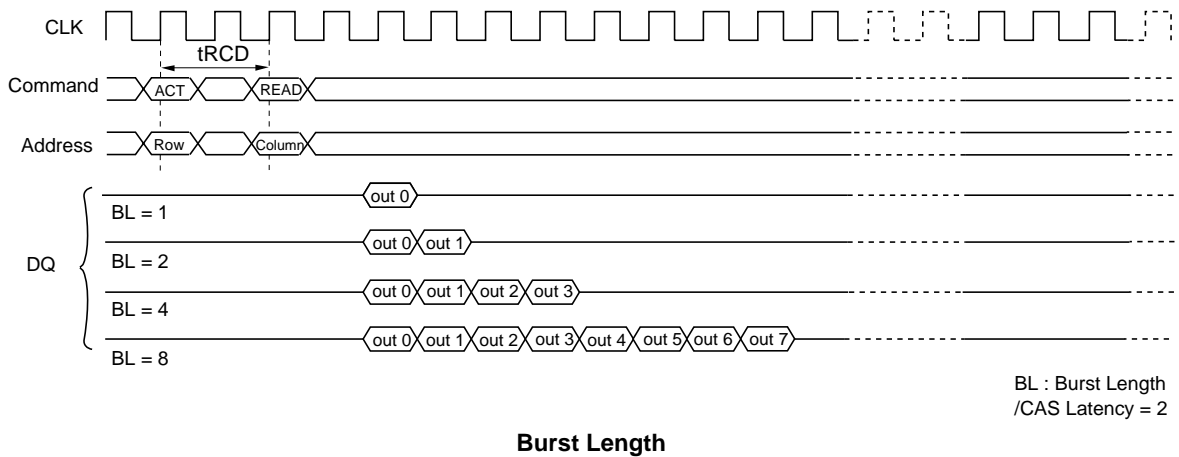 CLK
tRCD
Command
ACT
READ
Address
Row
Column
out 0
BL = 1
out 0 out 1
BL = 2
DQ
out 0 out 1 out 2 out 3
BL = 4
out 0 out 1 out 2 out 3 out 4 out 5 out 6 out 7
BL = 8
BL : Burst Length
/CAS Latency = 2
Burst Length